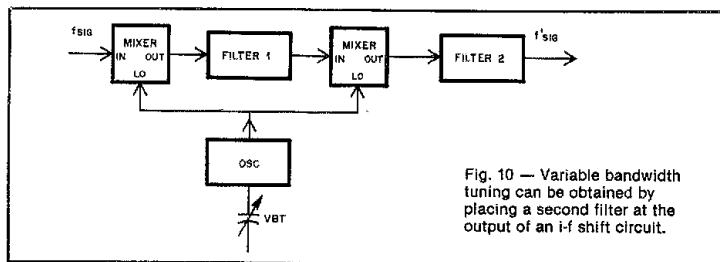 fSIG
MIXER
IN OUT
LO
FILTER 1
MIXER
IN OUT
LO
FILTER 2
f'SIG
OSC
VBT
Fig. 10 — Variable bandwidth
tuning can be obtained by
placing a second filter at the
output of an i-f shift circuit.